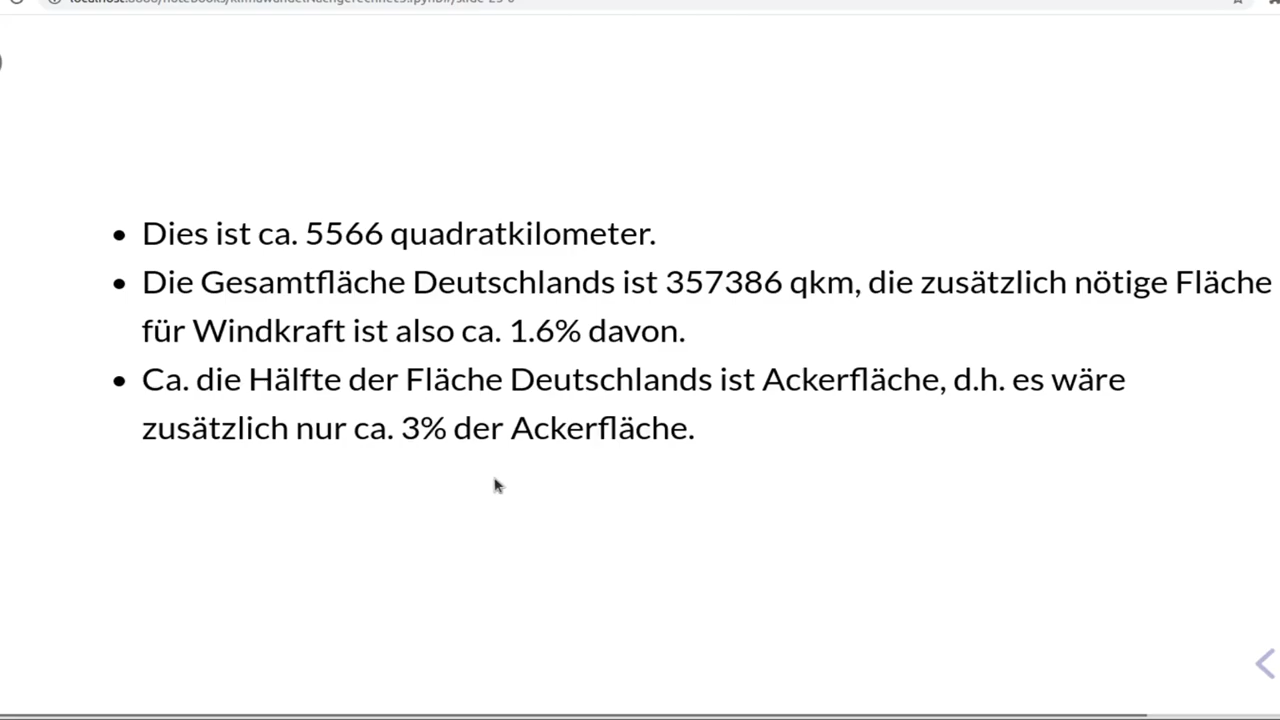 Dies ist ca. 5566 quadratkilometer.
Die Gesamtfläche Deutschlands ist 357386 qkm, die zusätzlich nötige Fläche
für Windkraft ist also ca. 1.6% davon.
Ca. die Hälfte der Fläche Deutschlands ist Ackerfläche, d.h. es wäre
zusätzlich nur ca. 3% der Ackerfläche.